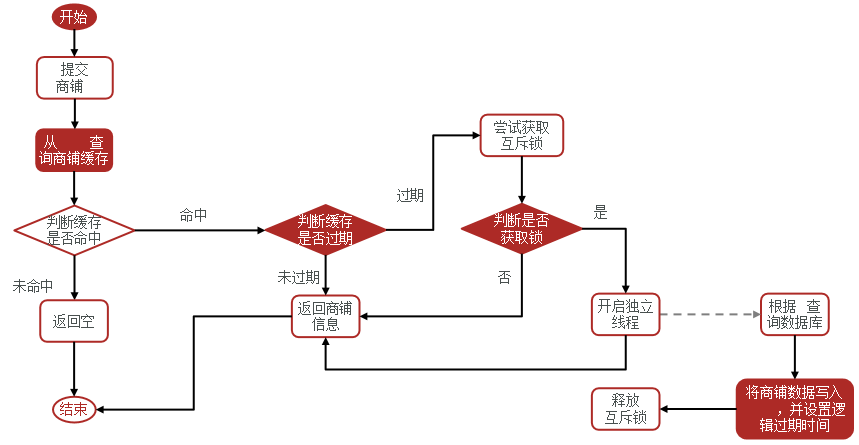 开始
提交
商铺
从 查
询商铺缓存
判断缓存
是否命中
命中
未命中
返回空
结束
判断缓存
是否过期
过期
未过期
返回商铺
信息
尝试获取
互斥锁
判断是否
获取锁
是
否
开启独立
线程
根据 查
询数据库
将商铺数据写入
，并设置逻
辑过期时间
释放
互斥锁